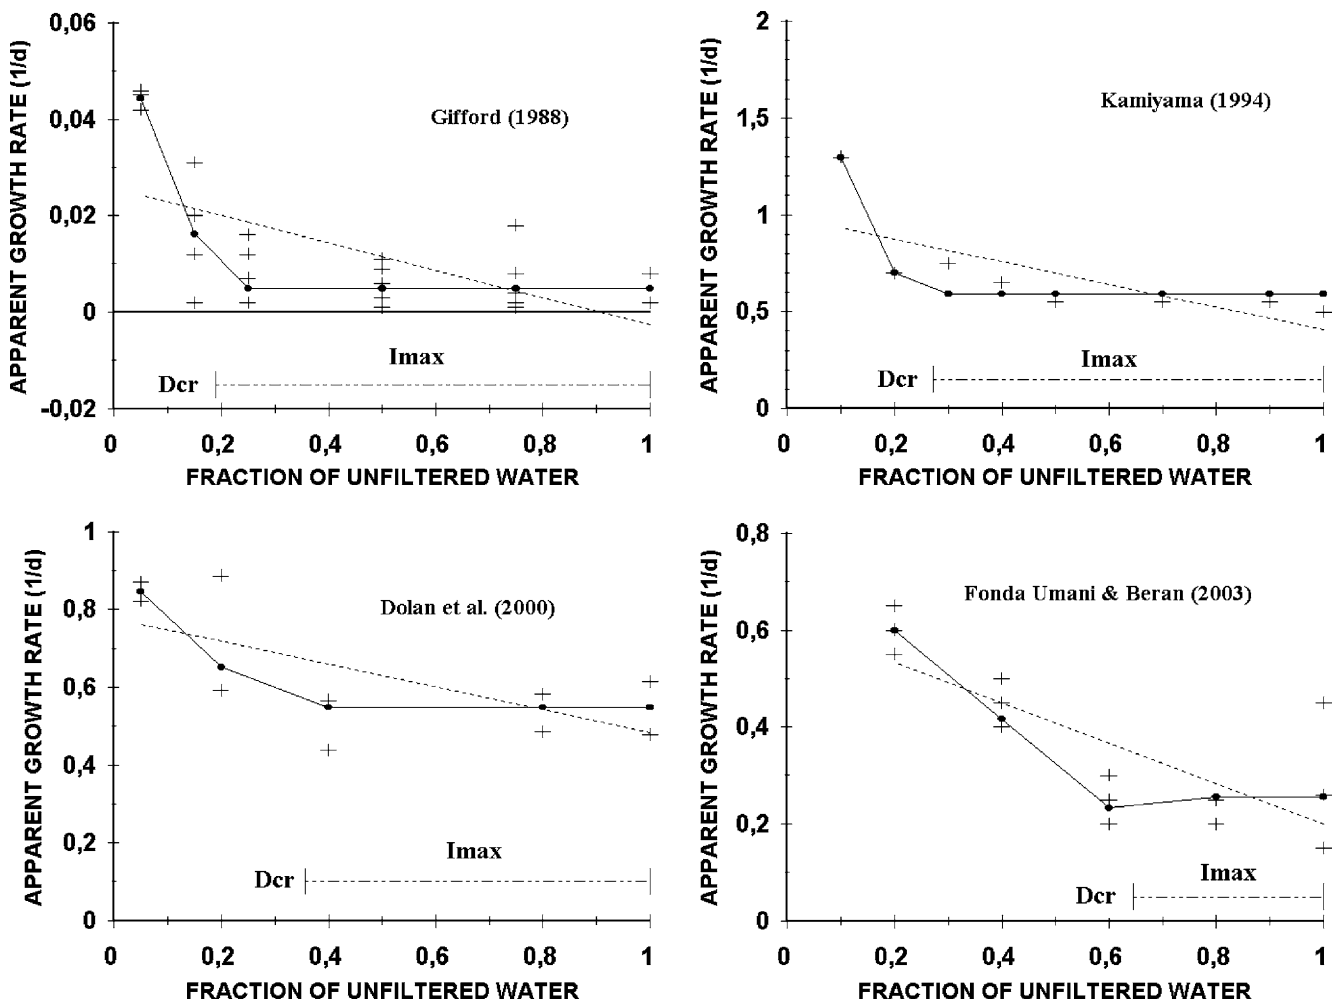 APPARENT GROWTH RATE (1/d)
0,06
0,04
0,02
0
-0,02
Gifford (1988)
Imax
Dcr
0 0,2 0,4 0,6 0,8 1
FRACTION OF UNFILTERED WATER
APPARENT GROWTH RATE (1/d)
2
1,5
1
0,5
0
Kamiyama (1994)
Imax
Dcr
0 0,2 0,4 0,6 0,8 1
FRACTION OF UNFILTERED WATER
APPARENT GROWTH RATE (1/d)
1
0,8
0,6
0,4
0,2
0
Dolan et al. (2000)
Imax
Dcr
0 0,2 0,4 0,6 0,8 1
FRACTION OF UNFILTERED WATER
APPARENT GROWTH RATE (1/d)
0,8
0,6
0,4
0,2
0
Fonda Umani & Beran (2003)
Imax
Dcr
0 0,2 0,4 0,6 0,8 1
FRACTION OF UNFILTERED WATER